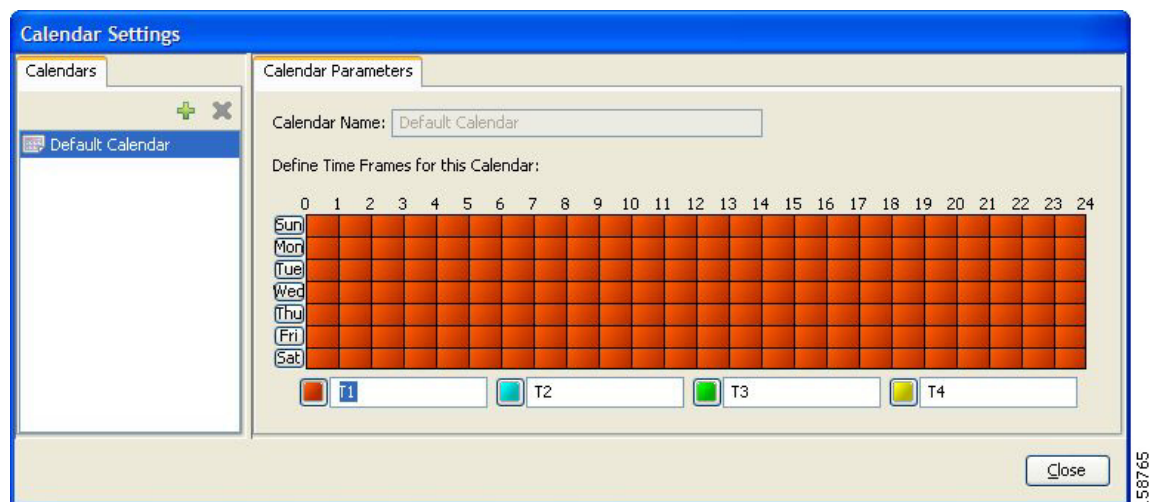 Calendar Settings
Calendars
Default Calendar
Calendar Parameters
Calendar Name: Default Calendar
Define Time Frames for this Calendar:
0 1 2 3 4 5 6 7 8 9 10 11 12 13 14 15 16 17 18 19 20 21 22 23 24
Sun
Mon
Tue
Wed
Thu
Fri
Sat
T1 T2 T3 T4
Close
58765